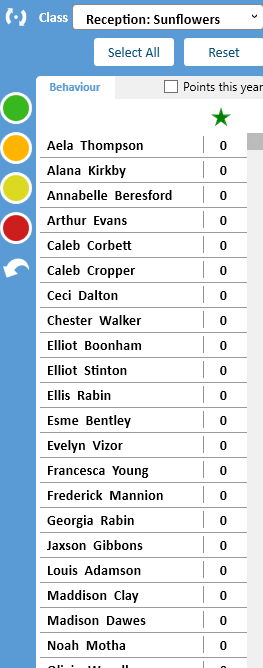 Class Reception: Sunflowers
Select All Reset
Behaviour Points this year
Aela Thompson 0
Alana Kirkby 0
Annabelle Beresford 0
Arthur Evans 0
Caleb Corbett 0
Caleb Cropper 0
Ceci Dalton 0
Chester Walker 0
Elliot Boonham 0
Elliot Stinton 0
Ellis Rabin 0
Esme Bentley 0
Evelyn Vizor 0
Francesca Young 0
Frederick Mannion 0
Georgia Rabin 0
Jaxson Gibbons 0
Louis Adamson 0
Maddison Clay 0
Madison Dawes 0
Noah Motha 0